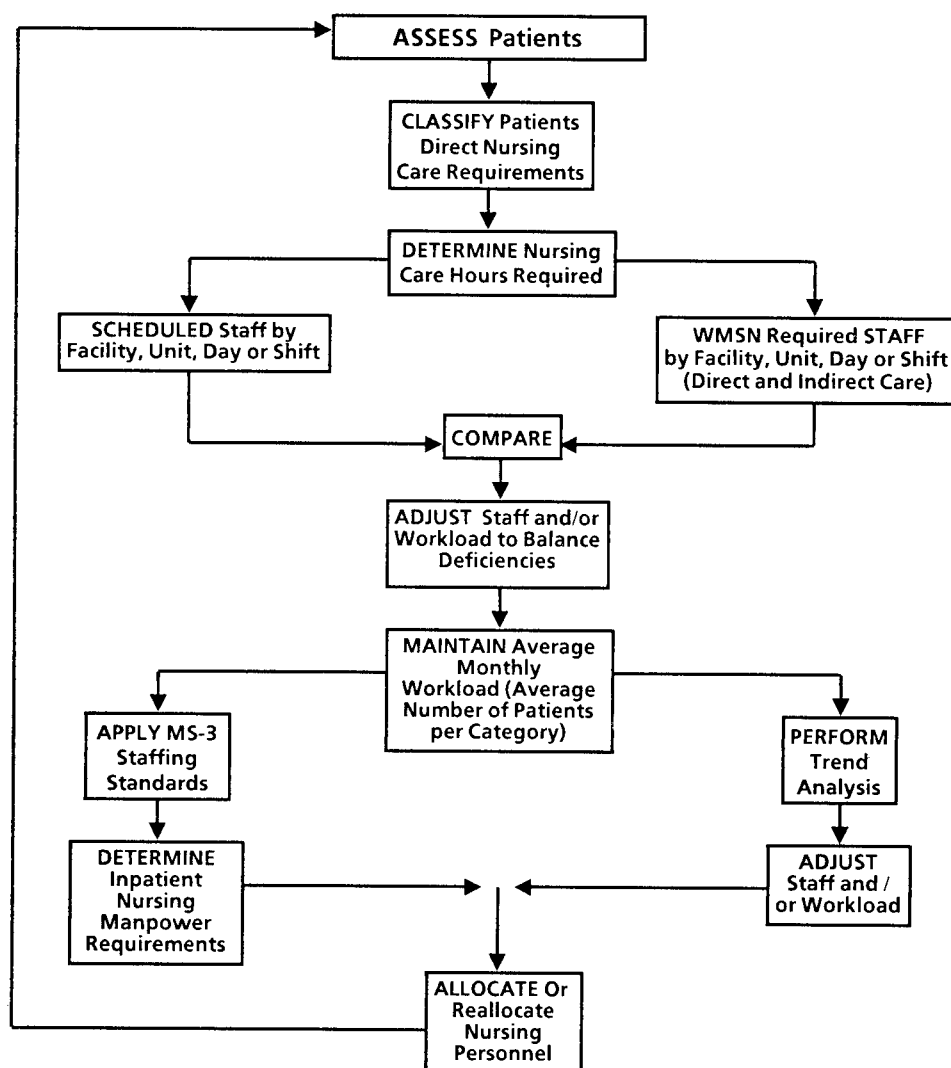 ASSESS Patients
CLASSIFY Patients
Direct Nursing
Care Requirements
DETERMINE Nursing
Care Hours Required
SCHEDULED Staff by
Facility, Unit, Day or Shift
WMSN Required STAFF
by Facility, Unit, Day or Shift
(Direct and Indirect Care)
COMPARE
ADJUST Staff and/or
Workload to Balance
Deficiencies
MAINTAIN Average
Monthly
Workload (Average
Number of Patients
per Category)
APPLY MS-3
Staffing
Standards
PERFORM
Trend
Analysis
DETERMINE
Inpatient
Nursing
Manpower
Requirements
ADJUST
Staff and /
or Workload
ALLOCATE Or
Reallocate
Nursing
Personnel